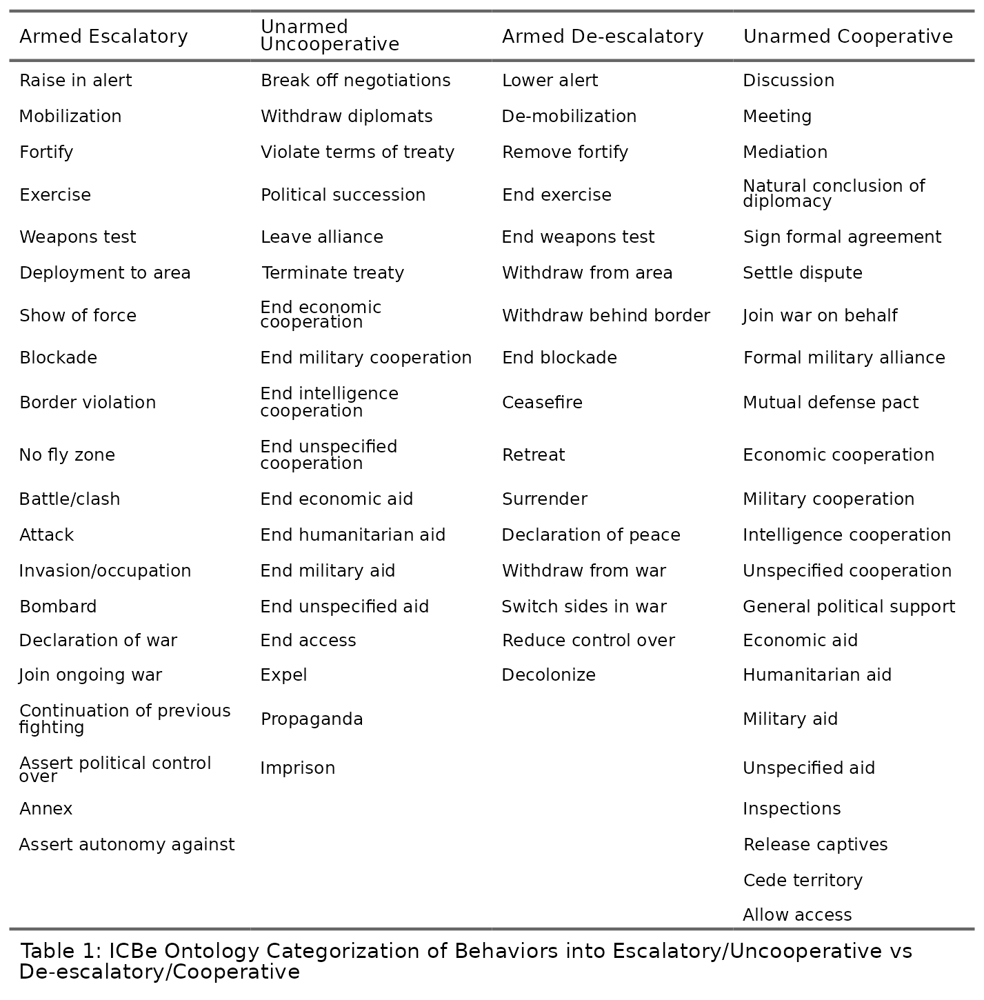 Armed Escalatory
Unarmed
Uncooperative
Armed De-escalatory
Unarmed Cooperative
Raise in alert
Break off negotiations
Lower alert
Discussion
Mobilization
Withdraw diplomats
De-mobilization
Meeting
Fortify
Violate terms of treaty
Remove fortify
Mediation
Exercise
Political succession
End exercise
Natural conclusion of
diplomacy
Weapons test
Leave alliance
End weapons test
Sign formal agreement
Deployment to area
Terminate treaty
Withdraw from area
Settle dispute
Show of force
End economic
cooperation
Withdraw behind border
Join war on behalf
Blockade
End military cooperation
End blockade
Formal military alliance
Border violation
End intelligence
cooperation
Ceasefire
Mutual defense pact
No fly zone
End unspecified
cooperation
Retreat
Economic cooperation
Battle/clash
End economic aid
Surrender
Military cooperation
Attack
End humanitarian aid
Declaration of peace
Intelligence cooperation
Invasion/occupation
End military aid
Withdraw from war
Unspecified cooperation
Bombard
End unspecified aid
Switch sides in war
General political support
Declaration of war
End access
Reduce control over
Economic aid
Join ongoing war
Expel
Decolonize
Humanitarian aid
Continuation of previous
fighting
Propaganda
Military aid
Assert political control
over
Imprison
Unspecified aid
Annex
Inspections
Assert autonomy against
Release captives
Cede territory
Allow access
Table 1: ICBe Ontology Categorization of Behaviors into Escalatory/Uncooperative vs
De-escalatory/Cooperative